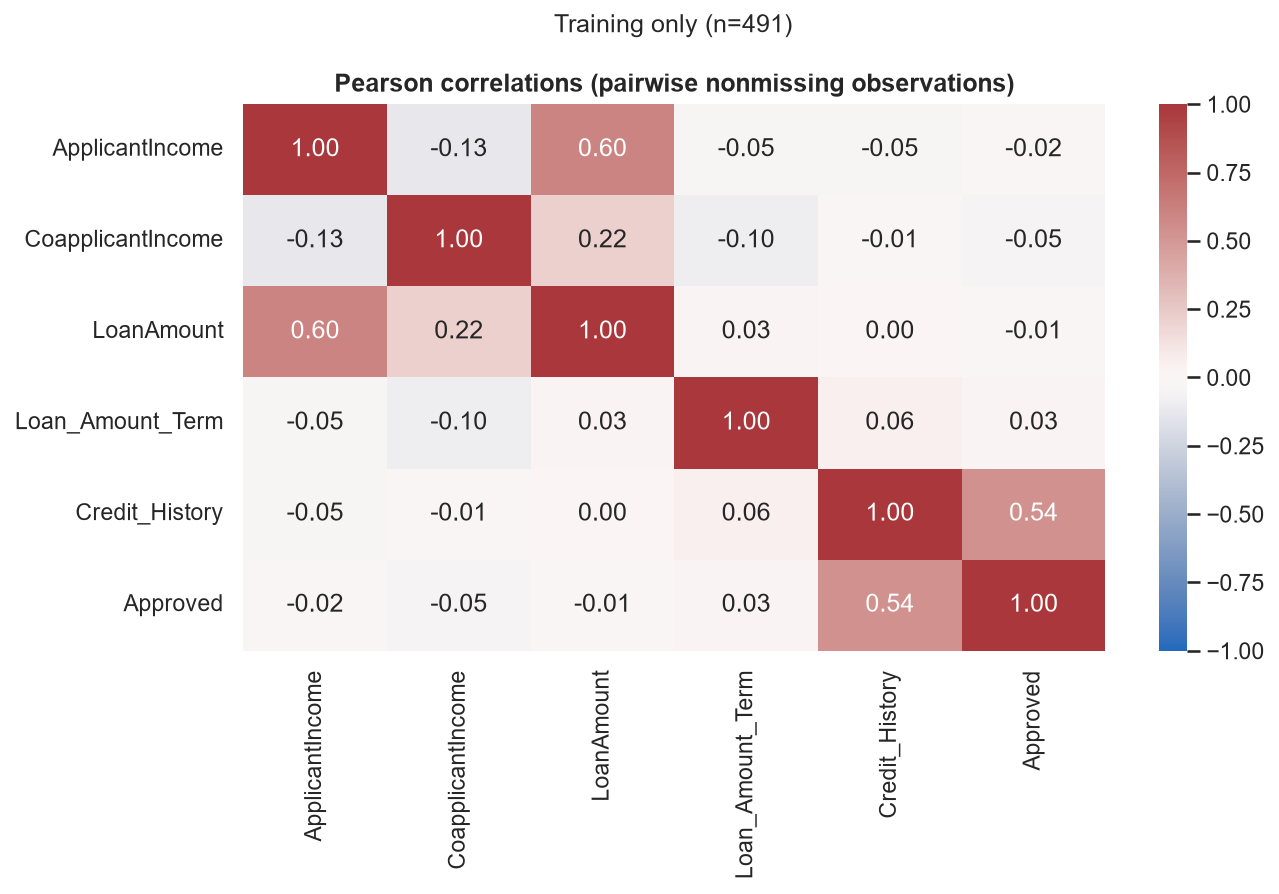 Training only (n=491)
Pearson correlations (pairwise nonmissing observations)
ApplicantIncome 1.00 -0.13 0.60 -0.05 -0.05 -0.02
CoapplicantIncome -0.13 1.00 0.22 -0.10 -0.01 -0.05
LoanAmount 0.60 0.22 1.00 0.03 0.00 -0.01
Loan_Amount_Term -0.05 -0.10 0.03 1.00 0.06 0.03
Credit_History -0.05 -0.01 0.00 0.06 1.00 0.54
Approved -0.02 -0.05 -0.01 0.03 0.54 1.00
ApplicantIncome
CoapplicantIncome
LoanAmount
Loan_Amount_Term
Credit_History
Approved
1.00
0.75
0.50
0.25
0.00
−0.25
−0.50
−0.75
−1.00